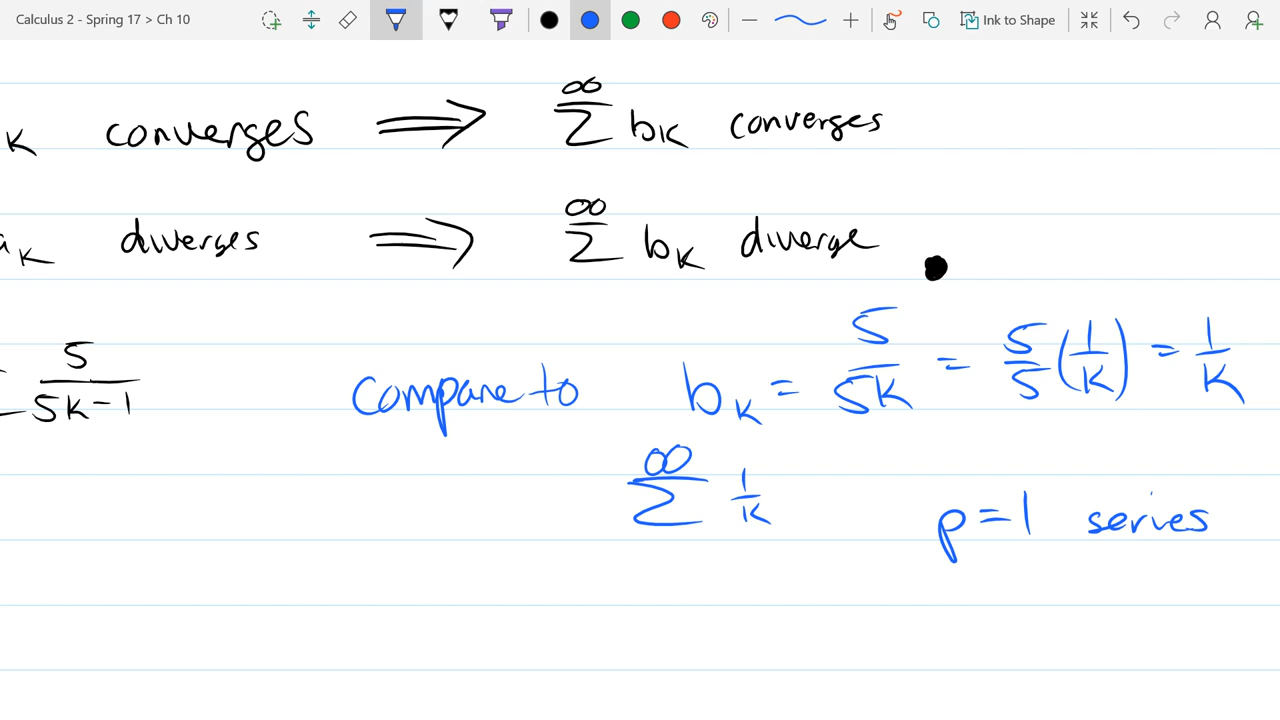 Calculus 2 - Spring 17 > Ch 10 Ink to Shape
K converges ⟹ ∞ Σ bK converges
aK diverges ⟹ ∞ Σ bK diverge
= 5/(5K-1) compare to bK = 5/5K = 5/5 (1/K) = 1/K
∞ Σ 1/K p=1 series